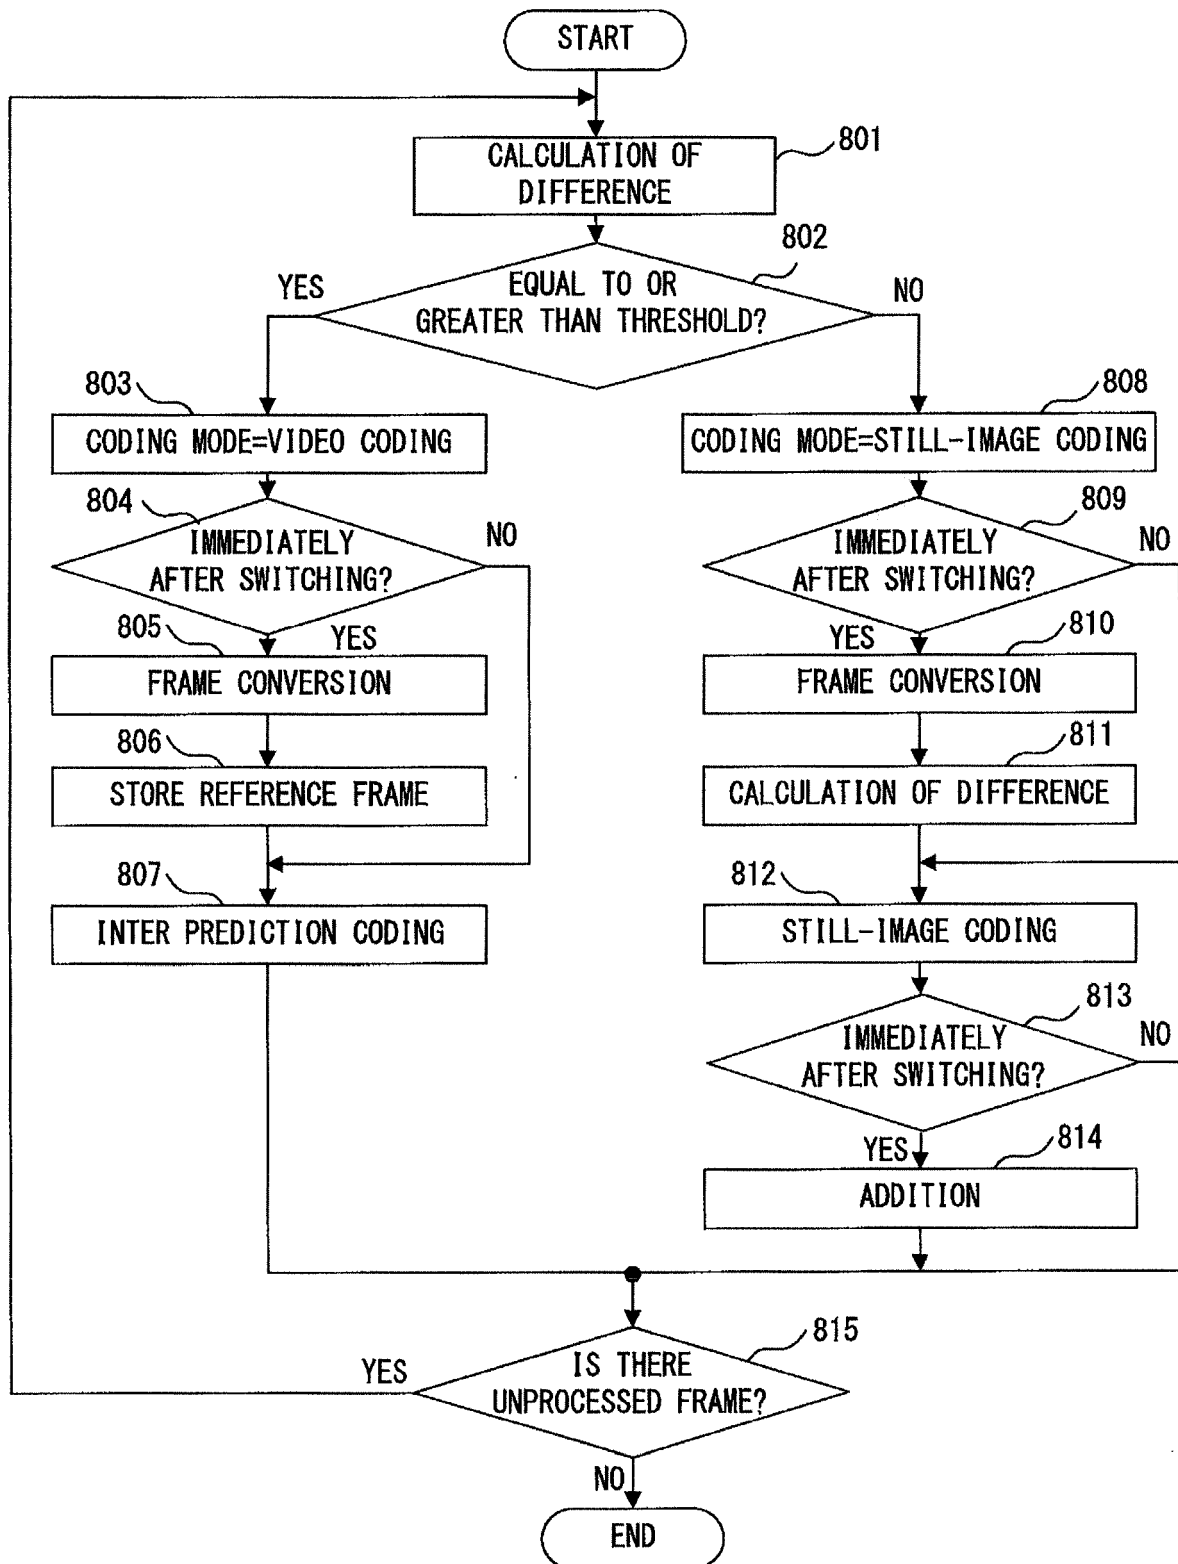 START
CALCULATION OF
DIFFERENCE
801
802
YES
EQUAL TO OR
GREATER THAN THRESHOLD?
NO
803
CODING MODE=VIDEO CODING
804
IMMEDIATELY
AFTER SWITCHING?
NO
YES
805
FRAME CONVERSION
806
STORE REFERENCE FRAME
807
INTER PREDICTION CODING
808
CODING MODE=STILL-IMAGE CODING
809
IMMEDIATELY
AFTER SWITCHING?
NO
YES
810
FRAME CONVERSION
811
CALCULATION OF DIFFERENCE
812
STILL-IMAGE CODING
813
IMMEDIATELY
AFTER SWITCHING?
NO
YES
814
ADDITION
815
YES
IS THERE
UNPROCESSED FRAME?
NO
END